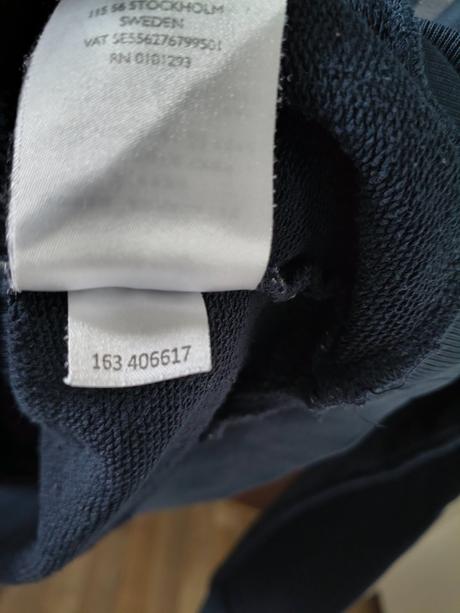 115 56 STOCKHOLM
SWEDEN
VAT SE556276799501
RN 0101293
163 406617